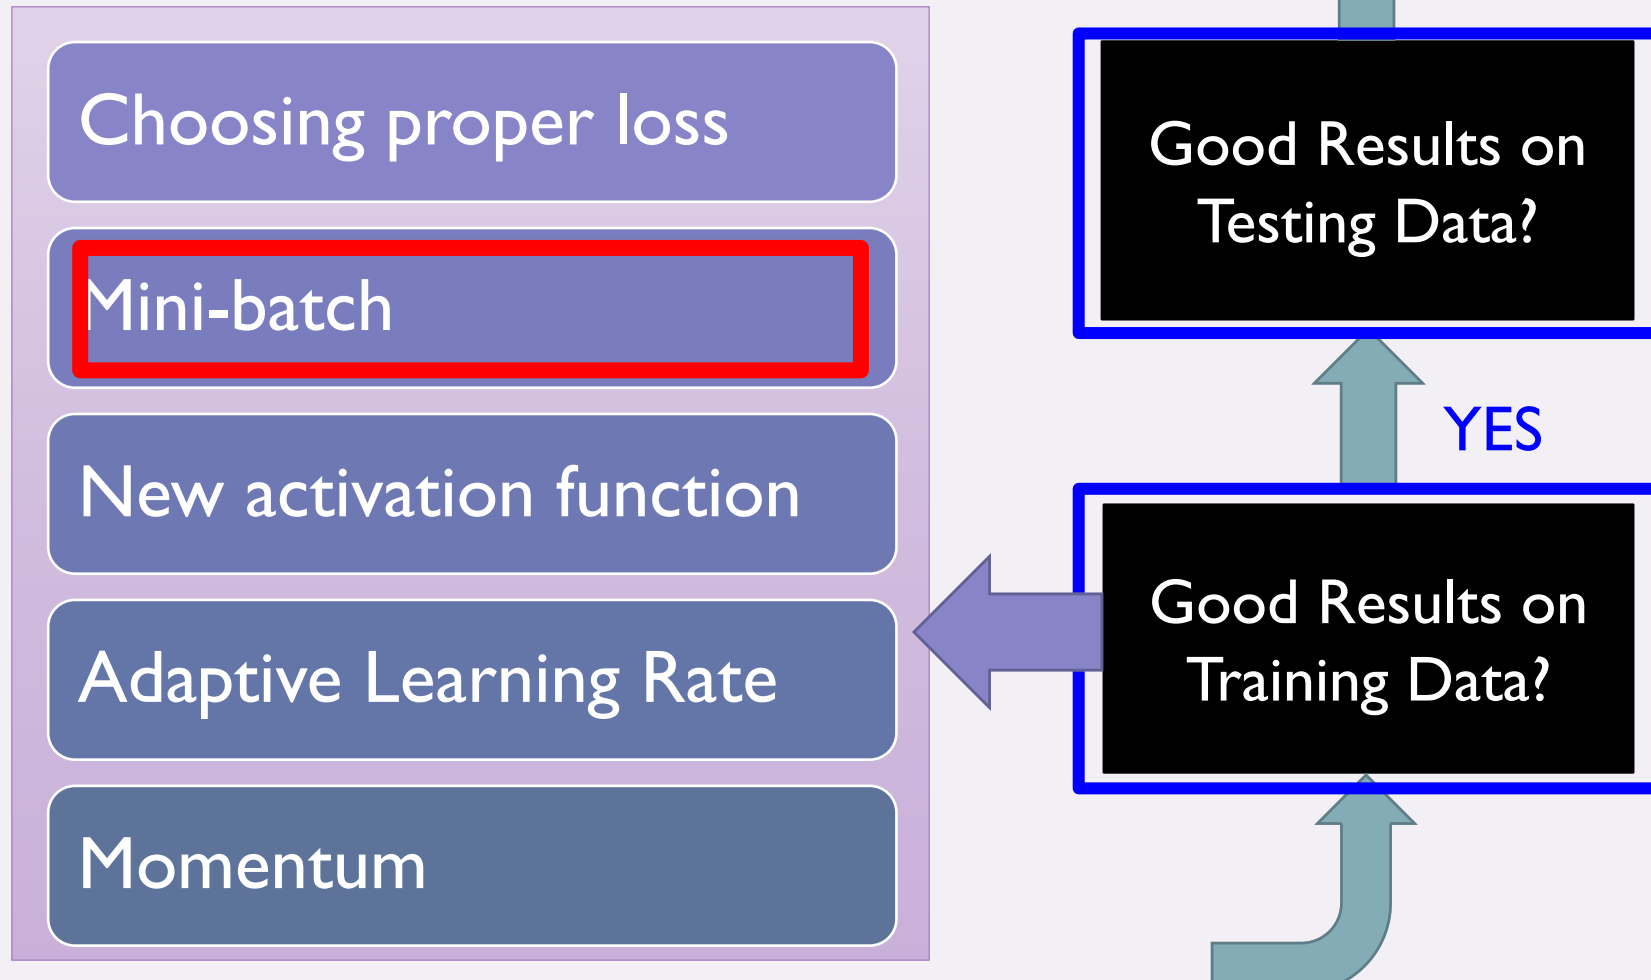 Choosing proper loss
Mini-batch
New activation function
Adaptive Learning Rate
Momentum
Good Results on
Testing Data?
YES
Good Results on
Training Data?